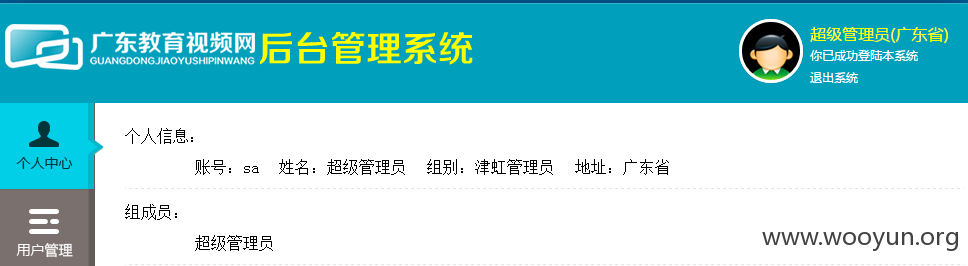 广东教育视频网
GUANGDONGJIAOYUSHIPINWANG
后台管理系统
超级管理员(广东省)
你已成功登陆本系统
退出系统
个人中心
个人信息:
账号:sa 姓名:超级管理员 组别:津虹管理员 地址:广东省
组成员:
超级管理员
用户管理
www.wooyun.org